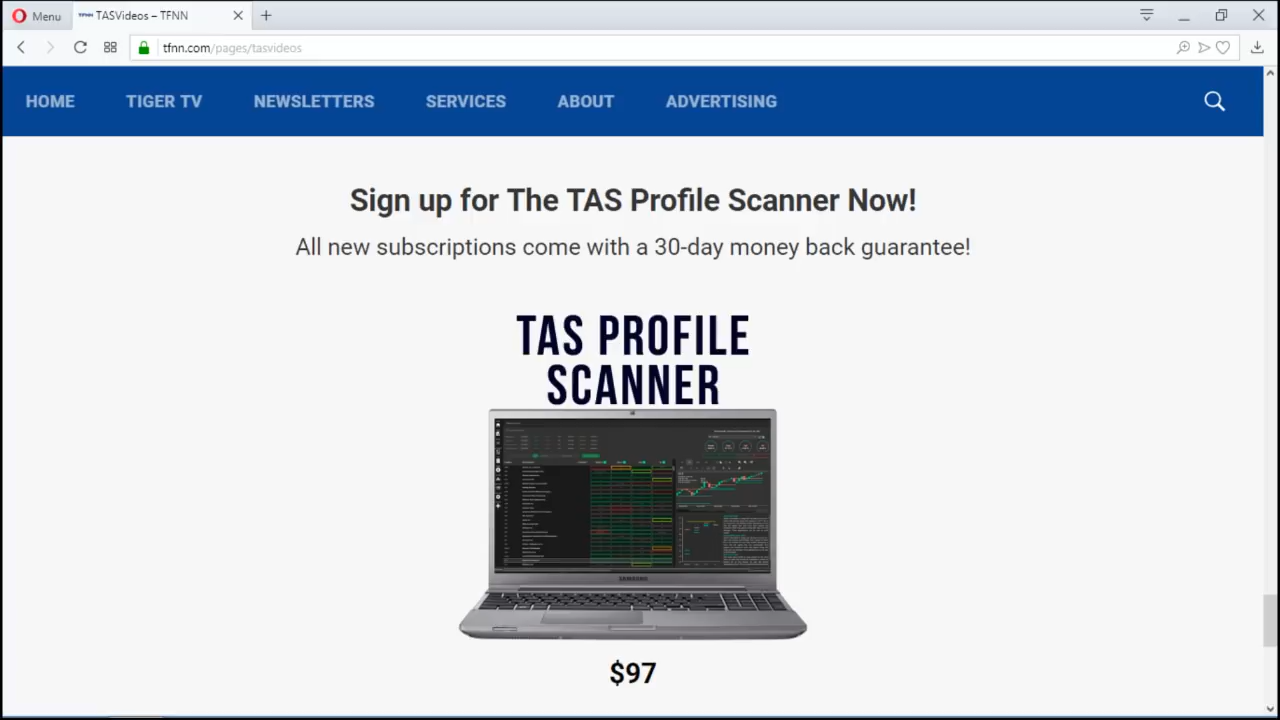 Menu
TFNN TASVideos – TFNN
tfnn.com/pages/tasvideos
HOME
TIGER TV
NEWSLETTERS
SERVICES
ABOUT
ADVERTISING
Sign up for The TAS Profile Scanner Now!
All new subscriptions come with a 30-day money back guarantee!
TAS PROFILE
SCANNER
SAMSUNG
$97